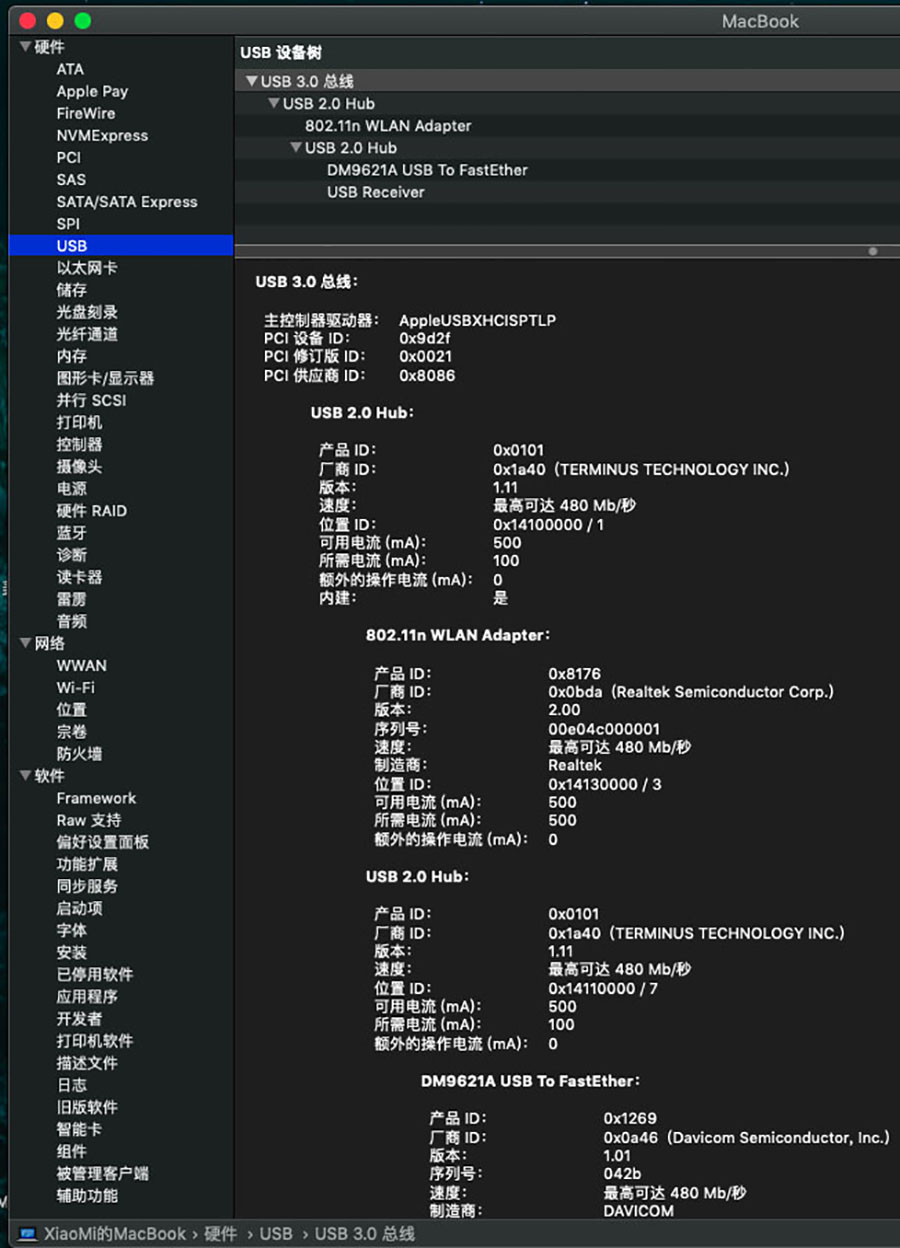 MacBook
硬件
ATA
Apple Pay
FireWire
NVMExpress
PCI
SAS
SATA/SATA Express
SPI
USB
以太网卡
储存
光盘刻录
光纤通道
内存
图形卡/显示器
并行 SCSI
打印机
控制器
摄像头
电源
硬件 RAID
蓝牙
诊断
读卡器
雷雳
音频
网络
WWAN
Wi-Fi
位置
宗卷
防火墙
软件
Framework
Raw 支持
偏好设置面板
功能扩展
同步服务
启动项
字体
安装
已停用软件
应用程序
开发者
打印机软件
描述文件
日志
旧版软件
智能卡
组件
被管理客户端
辅助功能
USB 设备树
USB 3.0 总线
USB 2.0 Hub
802.11n WLAN Adapter
USB 2.0 Hub
DM9621A USB To FastEther
USB Receiver
USB 3.0 总线：
主控制器驱动器： AppleUSBXHCISPTLP
PCI 设备 ID： 0x9d2f
PCI 修订版 ID： 0x0021
PCI 供应商 ID： 0x8086
USB 2.0 Hub：
产品 ID： 0x0101
厂商 ID： 0x1a40（TERMINUS TECHNOLOGY INC.）
版本： 1.11
速度： 最高可达 480 Mb/秒
位置 ID： 0x14100000 / 1
可用电流 (mA)： 500
所需电流 (mA)： 100
额外的操作电流 (mA)： 0
内建： 是
802.11n WLAN Adapter：
产品 ID： 0x8176
厂商 ID： 0x0bda（Realtek Semiconductor Corp.）
版本： 2.00
序列号： 00e04c000001
速度： 最高可达 480 Mb/秒
制造商： Realtek
位置 ID： 0x14130000 / 3
可用电流 (mA)： 500
所需电流 (mA)： 500
额外的操作电流 (mA)： 0
USB 2.0 Hub：
产品 ID： 0x0101
厂商 ID： 0x1a40（TERMINUS TECHNOLOGY INC.）
版本： 1.11
速度： 最高可达 480 Mb/秒
位置 ID： 0x14110000 / 7
可用电流 (mA)： 500
所需电流 (mA)： 100
额外的操作电流 (mA)： 0
DM9621A USB To FastEther：
产品 ID： 0x1269
厂商 ID： 0x0a46（Davicom Semiconductor, Inc.）
版本： 1.01
序列号： 042b
速度： 最高可达 480 Mb/秒
制造商： DAVICOM
XiaoMi的MacBook › 硬件 › USB › USB 3.0 总线